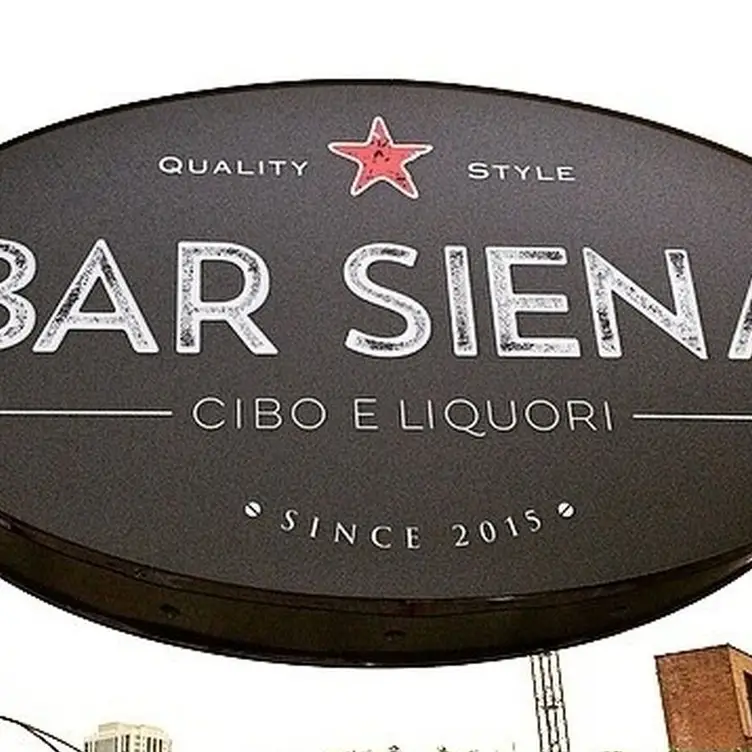 QUALITY STYLE
BAR SIENA
CIBO E LIQUORI
SINCE 2015